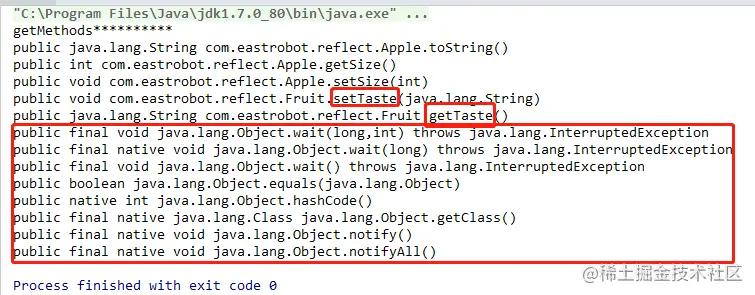 "C:\Program Files\Java\jdk1.7.0_80\bin\java.exe" ...
getMethods**********
public java.lang.String com.eastrobot.reflect.Apple.toString()
public int com.eastrobot.reflect.Apple.getSize()
public void com.eastrobot.reflect.Apple.setSize(int)
public void com.eastrobot.reflect.Fruit.setTaste(java.lang.String)
public java.lang.String com.eastrobot.reflect.Fruit.getTaste()
public final void java.lang.Object.wait(long,int) throws java.lang.InterruptedException
public final native void java.lang.Object.wait(long) throws java.lang.InterruptedException
public final void java.lang.Object.wait() throws java.lang.InterruptedException
public boolean java.lang.Object.equals(java.lang.Object)
public native int java.lang.Object.hashCode()
public final native java.lang.Class java.lang.Object.getClass()
public final native void java.lang.Object.notify()
public final native void java.lang.Object.notifyAll()
Process finished with exit code 0
@稀土掘金技术社区